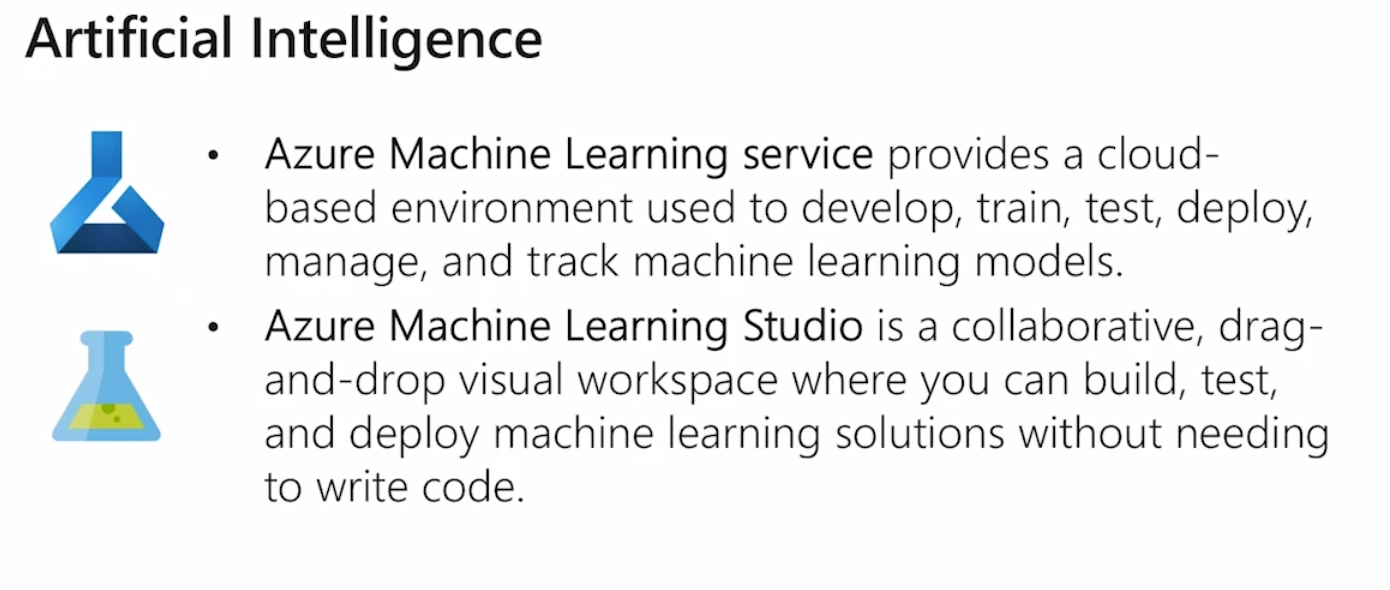 Artificial Intelligence
• Azure Machine Learning service provides a cloud-
based environment used to develop, train, test, deploy,
manage, and track machine learning models.
• Azure Machine Learning Studio is a collaborative, drag-
and-drop visual workspace where you can build, test,
and deploy machine learning solutions without needing
to write code.